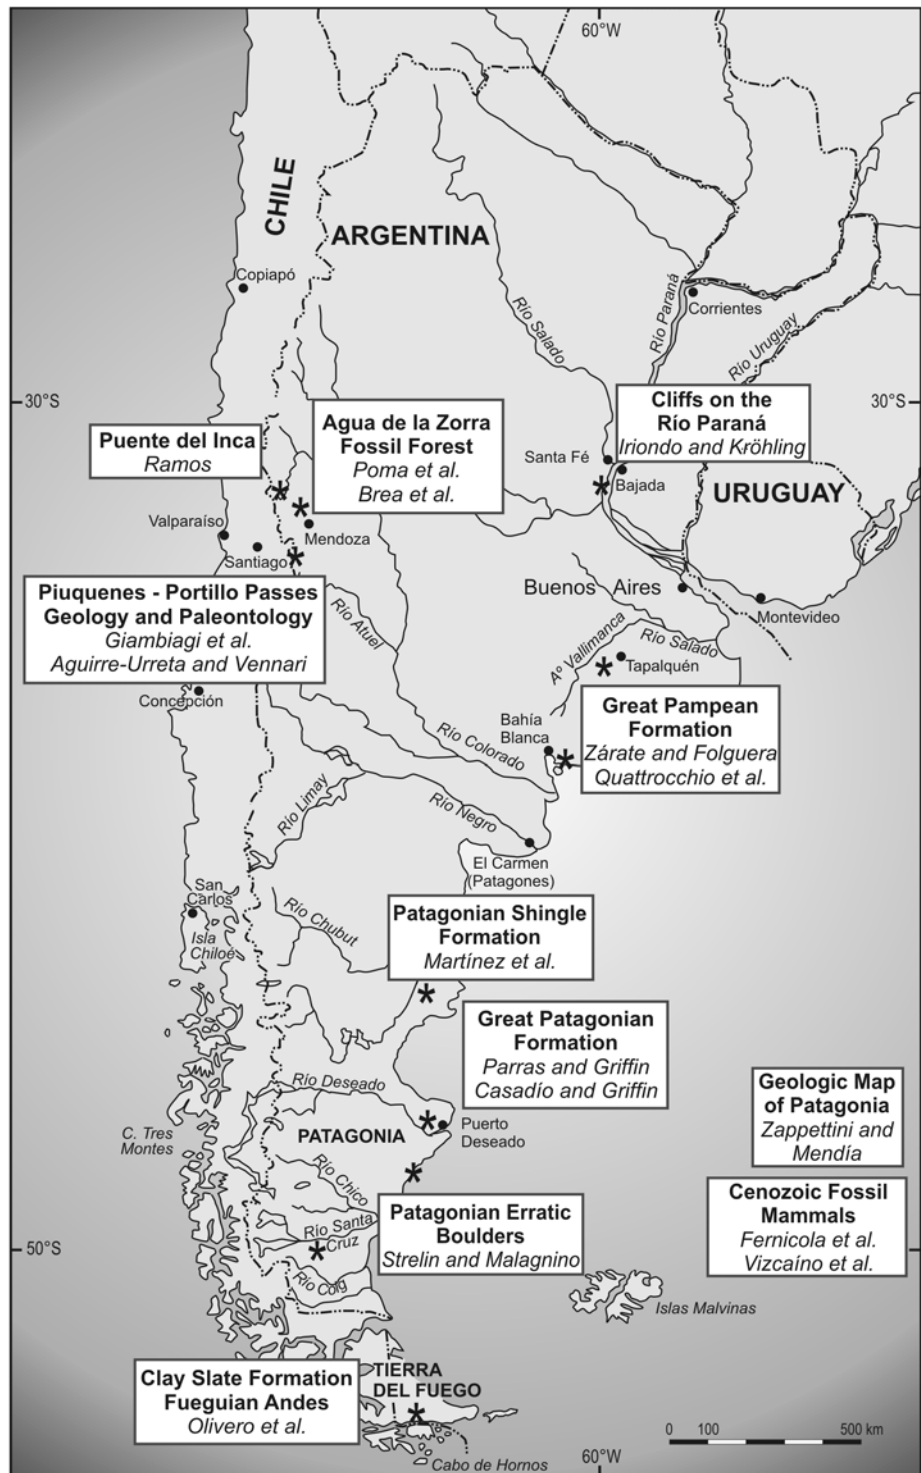 60°W
CHILE
ARGENTINA
Copiapó
Río Salado
Río Paraná
Corrientes
Río Uruguay
30°S
30°S
Puente del Inca
Ramos
Agua de la Zorra
Fossil Forest
Poma et al.
Brea et al.
Cliffs on the
Río Paraná
Iriondo and Kröhling
Santa Fé
Bajada
URUGUAY
Valparaíso
Mendoza
Santiago
Piuquenes - Portillo Passes
Geology and Paleontology
Giambiagi et al.
Aguirre-Urreta and Vennari
Río Atuel
Buenos Aires
Montevideo
Aº Vallimanca
Río Salado
Tapalquén
Concepción
Great Pampean
Formation
Zárate and Folguera
Quattrocchio et al.
Bahía
Blanca
Río Colorado
Río Limay
Río Negro
El Carmen
(Patagones)
San
Carlos
Isla
Chiloé
Río Chubut
Patagonian Shingle
Formation
Martínez et al.
Great Patagonian
Formation
Parras and Griffin
Casadío and Griffin
Río Deseado
Puerto
Deseado
PATAGONIA
C. Tres
Montes
Geologic Map
of Patagonia
Zappettini and
Mendía
Río Chico
Patagonian Erratic
Boulders
Strelin and Malagnino
Cenozoic Fossil
Mammals
Fernicola et al.
Vizcaíno et al.
Río Santa
Cruz
50°S
Río Coig
Islas Malvinas
Clay Slate Formation
Fueguian Andes
Olivero et al.
TIERRA
DEL FUEGO
0 100 500 km
Cabo de Hornos
60°W